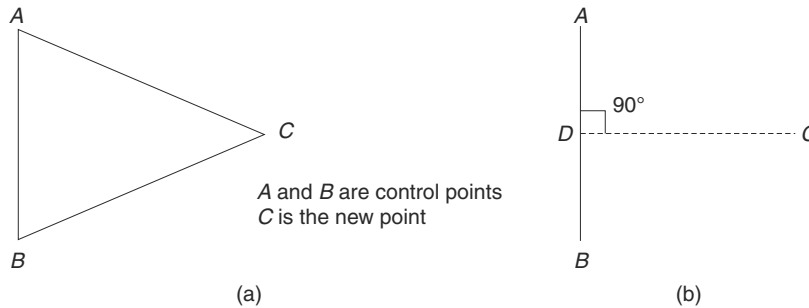 A
B
C
A and B are control points
C is the new point
(a)
A
90°
D
C
B
(b)